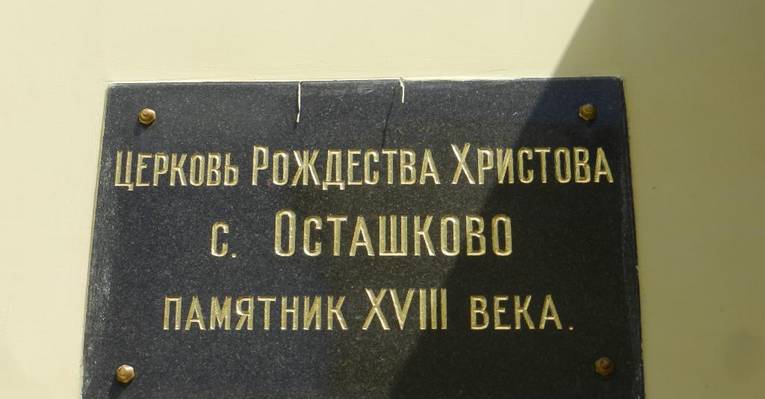 Церковь Рождества Христова
с. Осташково
памятник XVIII века.